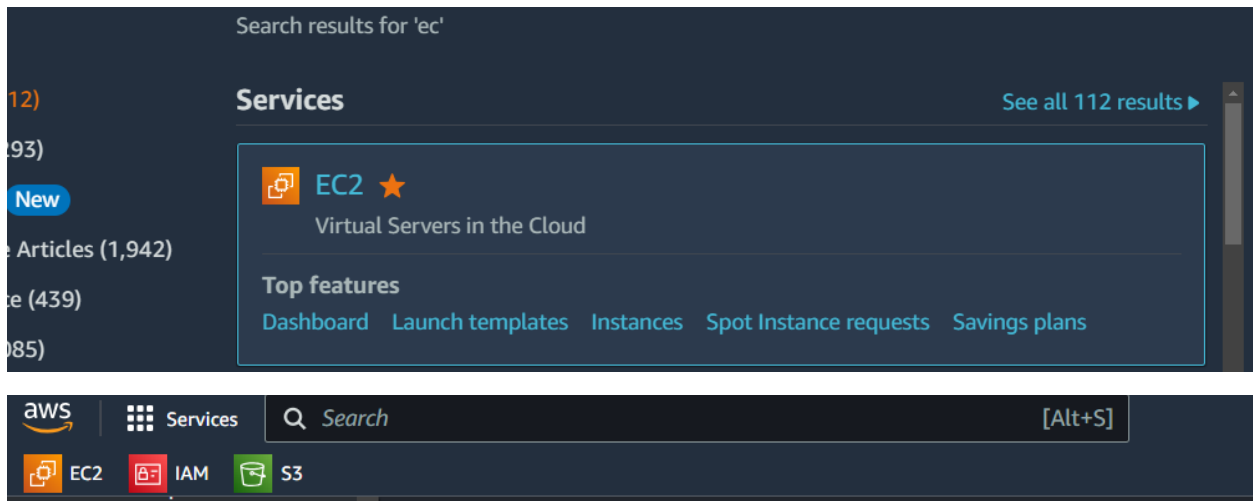 Search results for 'ec'
12)
Services
See all 112 results
93)
New
EC2
Virtual Servers in the Cloud
Articles (1,942)
(439)
Top features
Dashboard Launch templates Instances Spot Instance requests Savings plans
085)
aws Services Search [Alt+S]
EC2 IAM S3